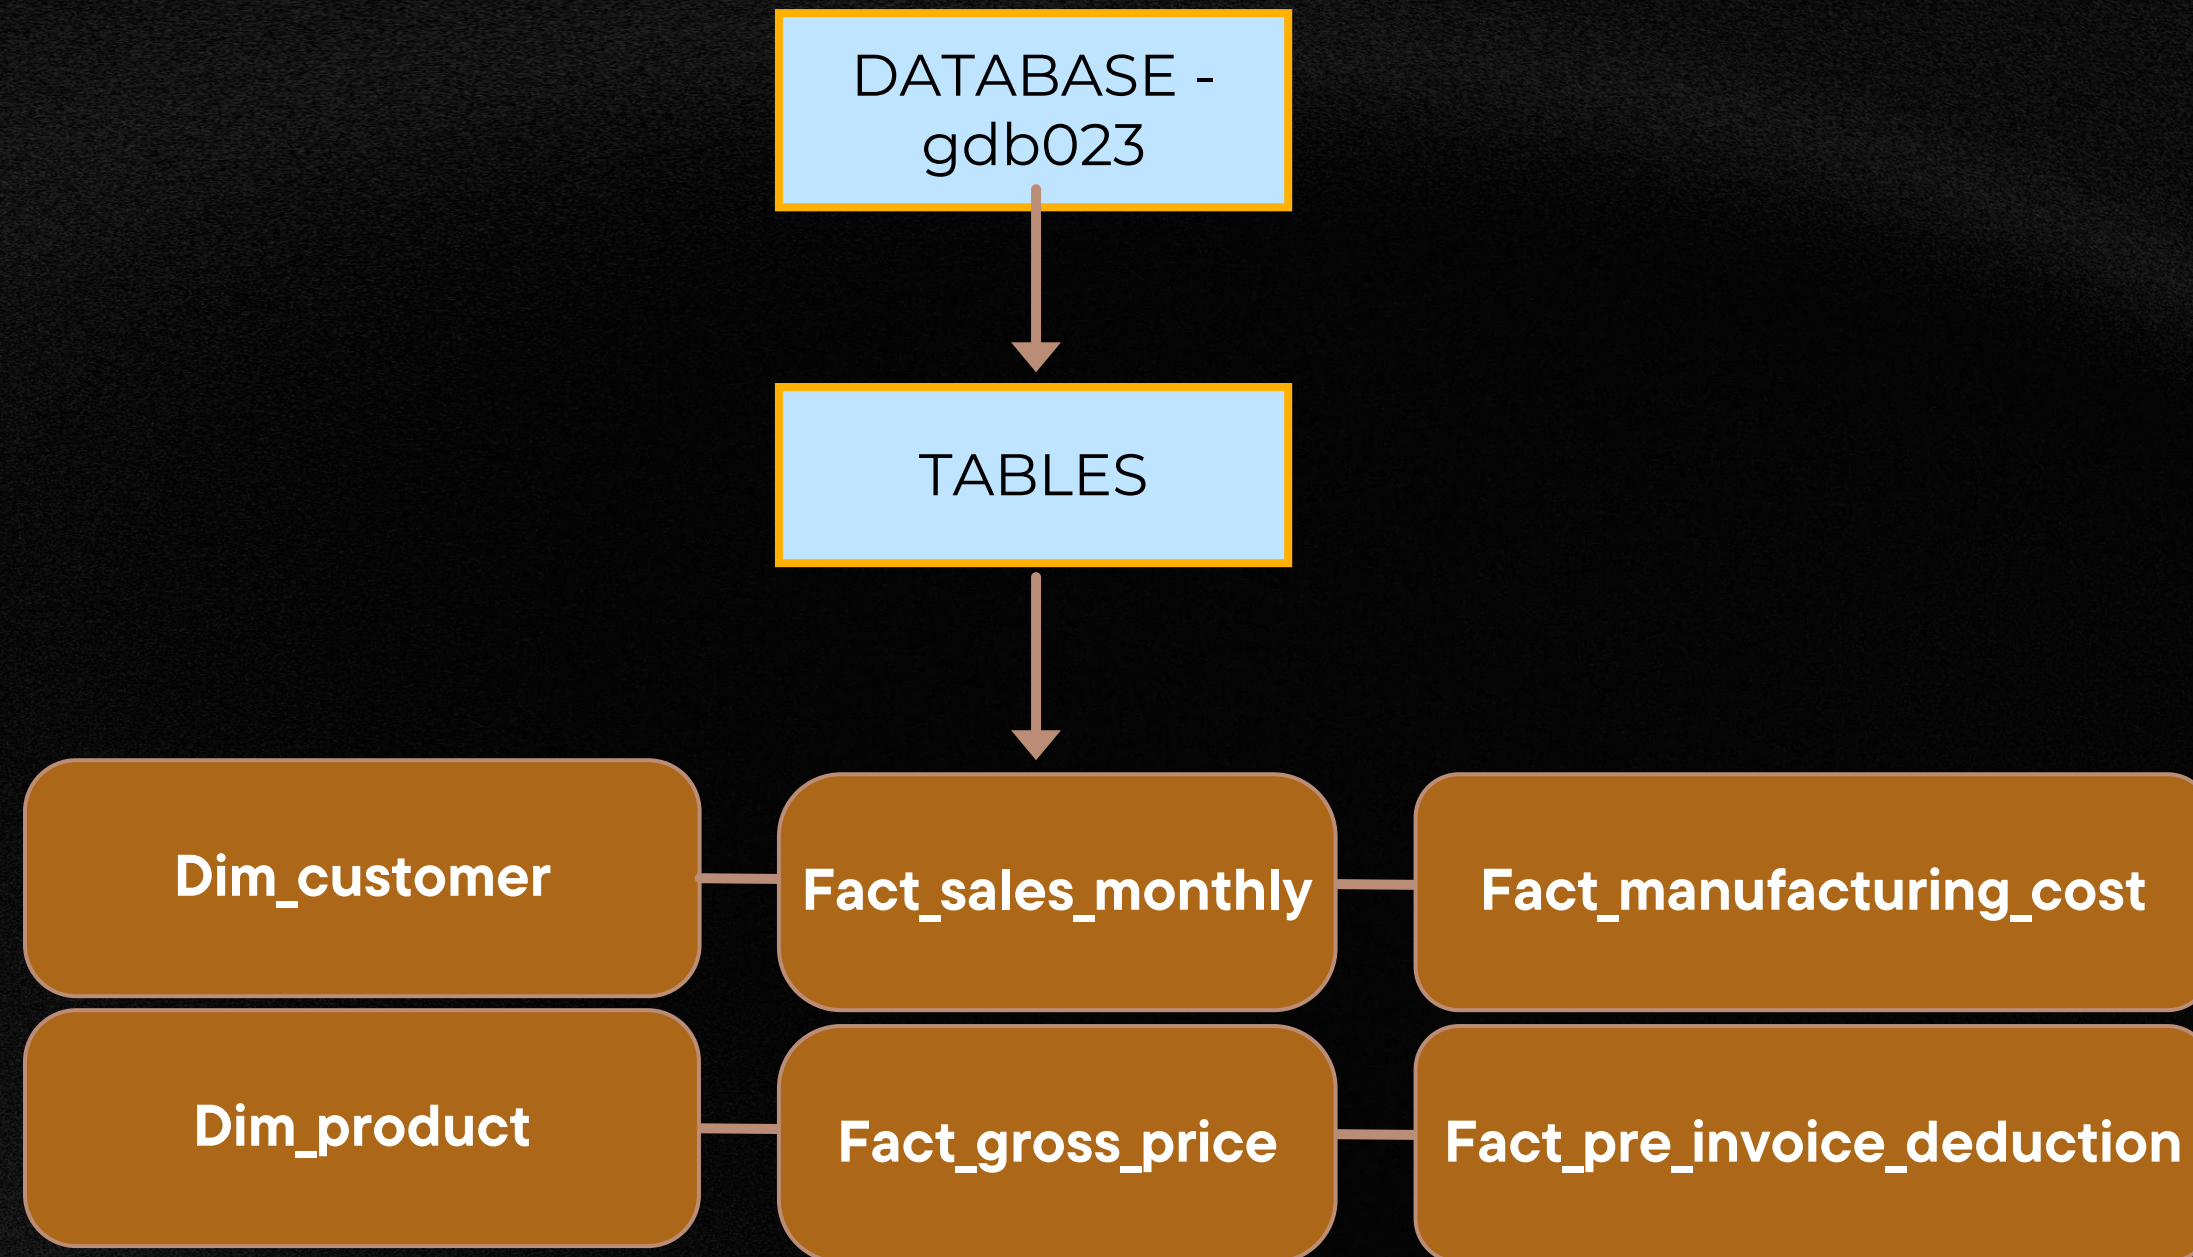 DATABASE -
gdb023
TABLES
Dim_customer
Fact_sales_monthly
Fact_manufacturing_cost
Dim_product
Fact_gross_price
Fact_pre_invoice_deduction